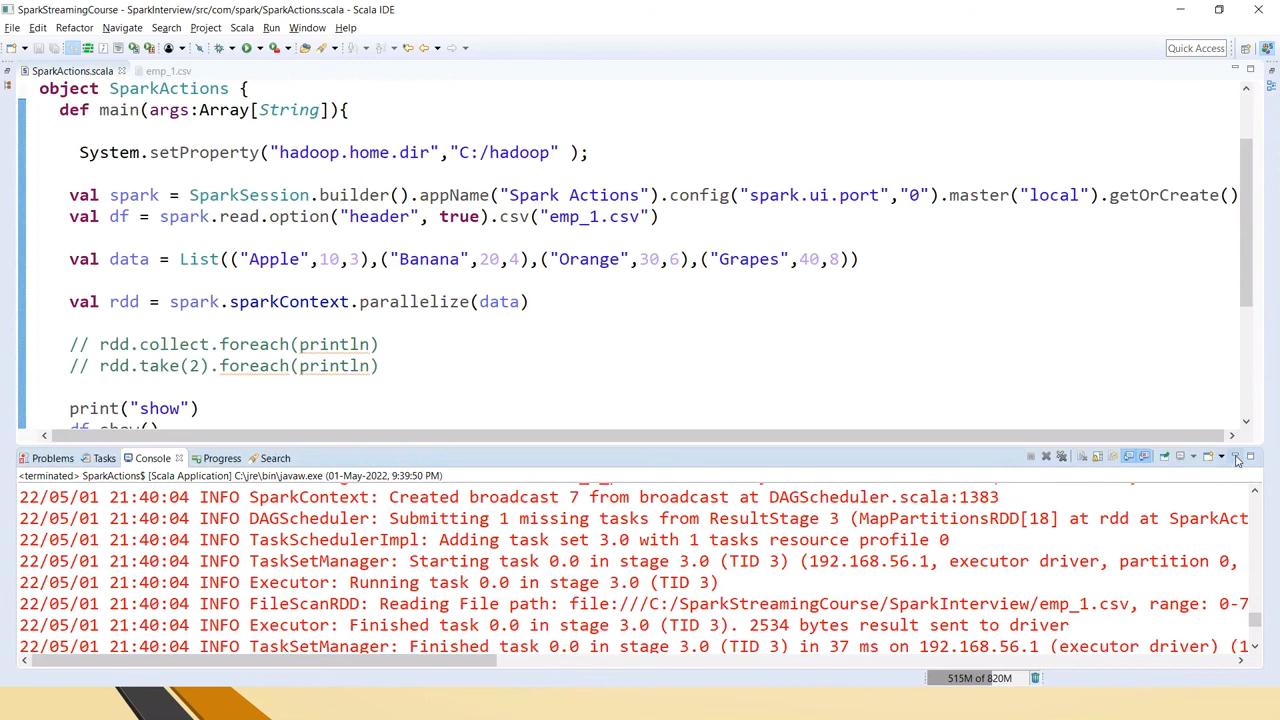 SparkStreamingCourse - SparkInterview/src/com/spark/SparkActions.scala - Scala IDE
File Edit Refactor Navigate Search Project Scala Run Window Help
Quick Access
SparkActions.scala emp_1.csv
object SparkActions {
def main(args:Array[String]){
System.setProperty("hadoop.home.dir","C:/hadoop" );
val spark = SparkSession.builder().appName("Spark Actions").config("spark.ui.port","0").master("local").getOrCreate()
val df = spark.read.option("header", true).csv("emp_1.csv")
val data = List(("Apple",10,3),("Banana",20,4),("Orange",30,6),("Grapes",40,8))
val rdd = spark.sparkContext.parallelize(data)
// rdd.collect.foreach(println)
// rdd.take(2).foreach(println)
print("show")
df.show()
Problems Tasks Console Progress Search
<terminated> SparkActions$ [Scala Application] C:\jre\bin\javaw.exe (01-May-2022, 9:39:50 PM)
22/05/01 21:40:04 INFO SparkContext: Created broadcast 7 from broadcast at DAGScheduler.scala:1383
22/05/01 21:40:04 INFO DAGScheduler: Submitting 1 missing tasks from ResultStage 3 (MapPartitionsRDD[18] at rdd at SparkAct
22/05/01 21:40:04 INFO TaskSchedulerImpl: Adding task set 3.0 with 1 tasks resource profile 0
22/05/01 21:40:04 INFO TaskSetManager: Starting task 0.0 in stage 3.0 (TID 3) (192.168.56.1, executor driver, partition 0,
22/05/01 21:40:04 INFO Executor: Running task 0.0 in stage 3.0 (TID 3)
22/05/01 21:40:04 INFO FileScanRDD: Reading File path: file:///C:/SparkStreamingCourse/SparkInterview/emp_1.csv, range: 0-7
22/05/01 21:40:04 INFO Executor: Finished task 0.0 in stage 3.0 (TID 3). 2534 bytes result sent to driver
22/05/01 21:40:04 INFO TaskSetManager: Finished task 0.0 in stage 3.0 (TID 3) in 37 ms on 192.168.56.1 (executor driver) (1
515M of 820M